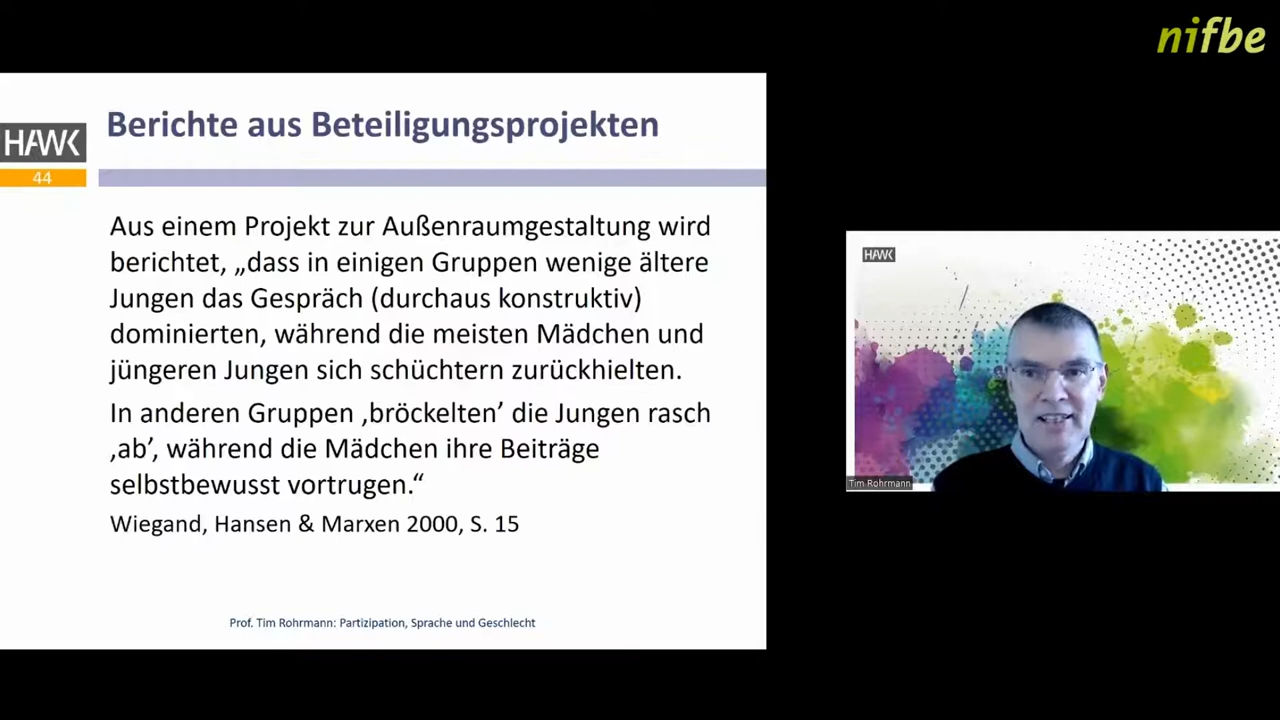 nifbe
HAWK
44
Berichte aus Beteiligungsprojekten
Aus einem Projekt zur Außenraumgestaltung wird
berichtet, „dass in einigen Gruppen wenige ältere
Jungen das Gespräch (durchaus konstruktiv)
dominierten, während die meisten Mädchen und
jüngeren Jungen sich schüchtern zurückhielten.
In anderen Gruppen ‚bröckelten’ die Jungen rasch
‚ab’, während die Mädchen ihre Beiträge
selbstbewusst vortrugen.“
Wiegand, Hansen & Marxen 2000, S. 15
Prof. Tim Rohrmann: Partizipation, Sprache und Geschlecht
HAWK
Tim Rohrmann